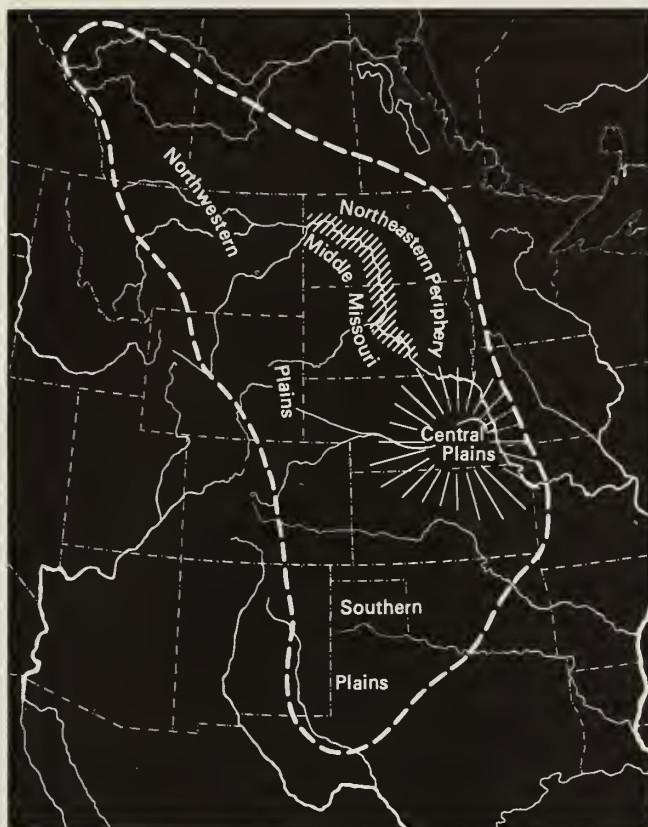 Northwestern
Plains
Northeastern Periphery
Middle Missouri
Central
Plains
Southern
Plains